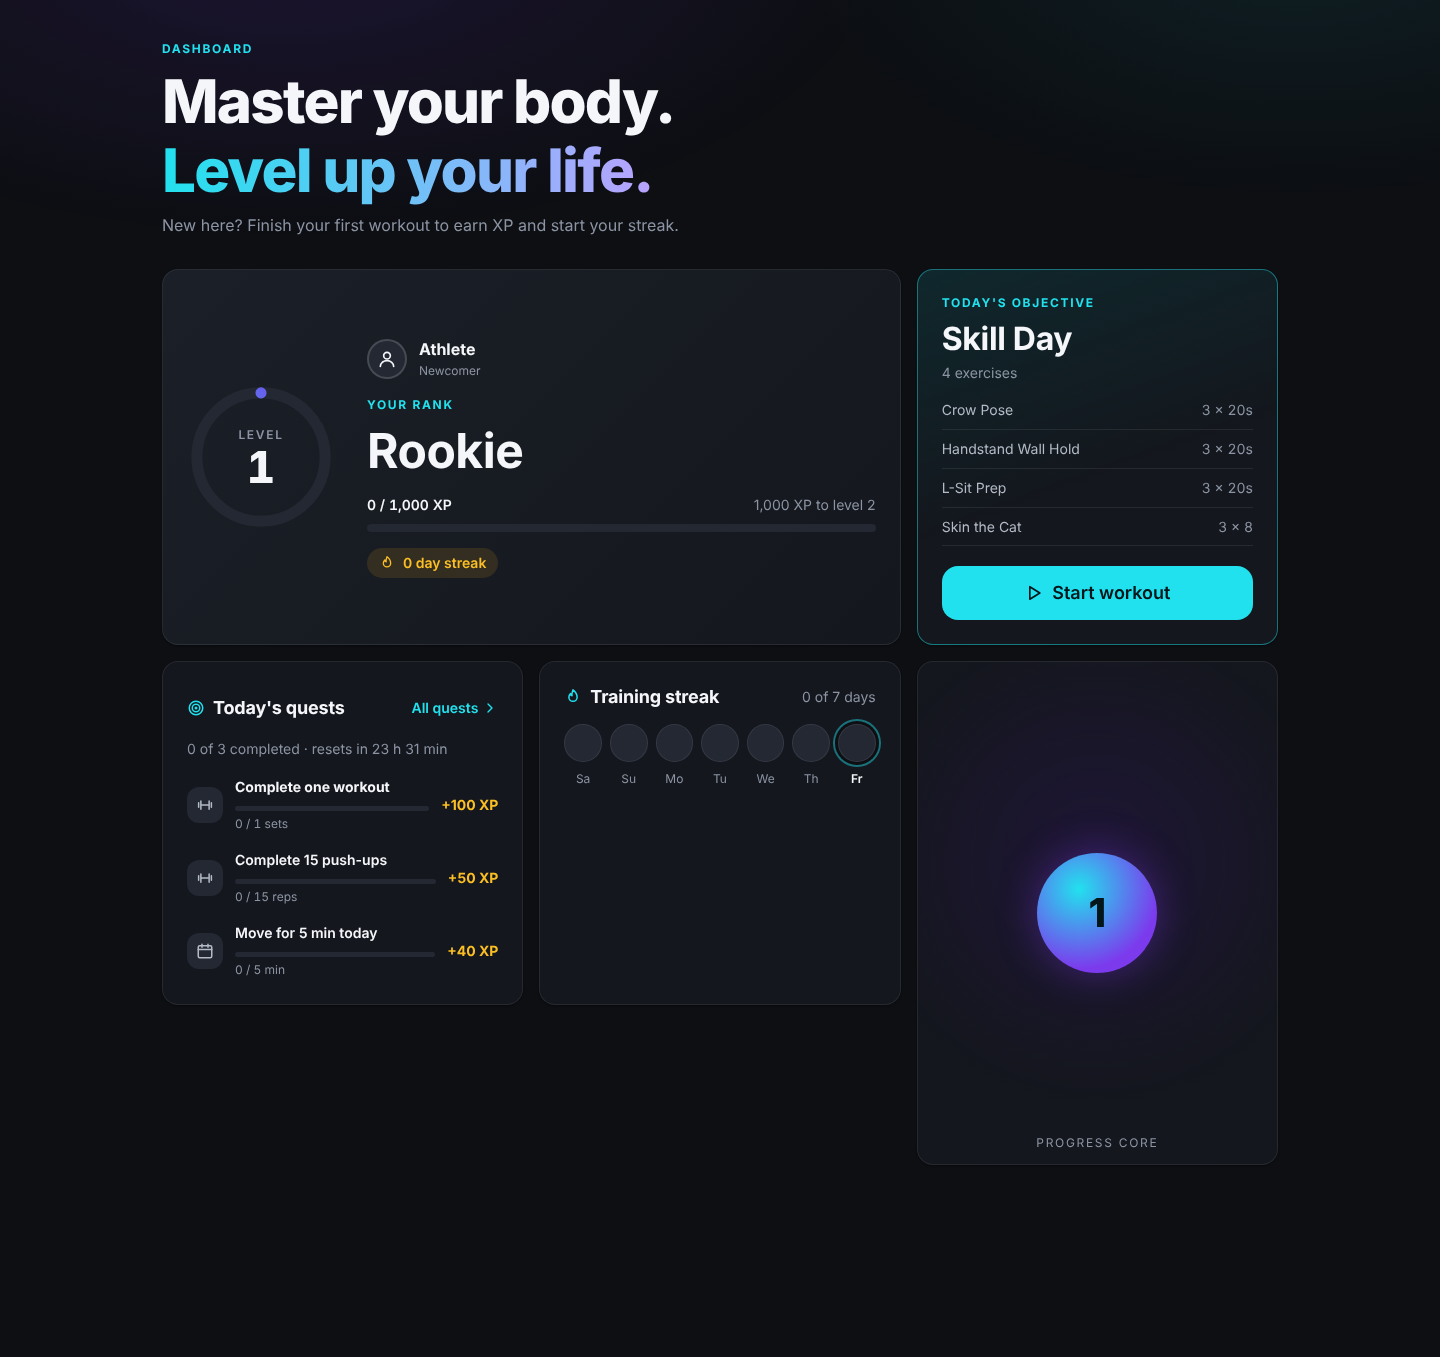 DASHBOARD
Master your body.
Level up your life.
New here? Finish your first workout to earn XP and start your streak.
LEVEL
1
Athlete
Newcomer
YOUR RANK
Rookie
0 / 1,000 XP
1,000 XP to level 2
0 day streak
TODAY'S OBJECTIVE
Skill Day
4 exercises
Crow Pose 3 × 20s
Handstand Wall Hold 3 × 20s
L-Sit Prep 3 × 20s
Skin the Cat 3 × 8
Start workout
Today's quests
All quests
0 of 3 completed · resets in 23 h 31 min
Complete one workout
+100 XP
0 / 1 sets
Complete 15 push-ups
+50 XP
0 / 15 reps
Move for 5 min today
+40 XP
0 / 5 min
Training streak
0 of 7 days
Sa Su Mo Tu We Th Fr
1
PROGRESS CORE